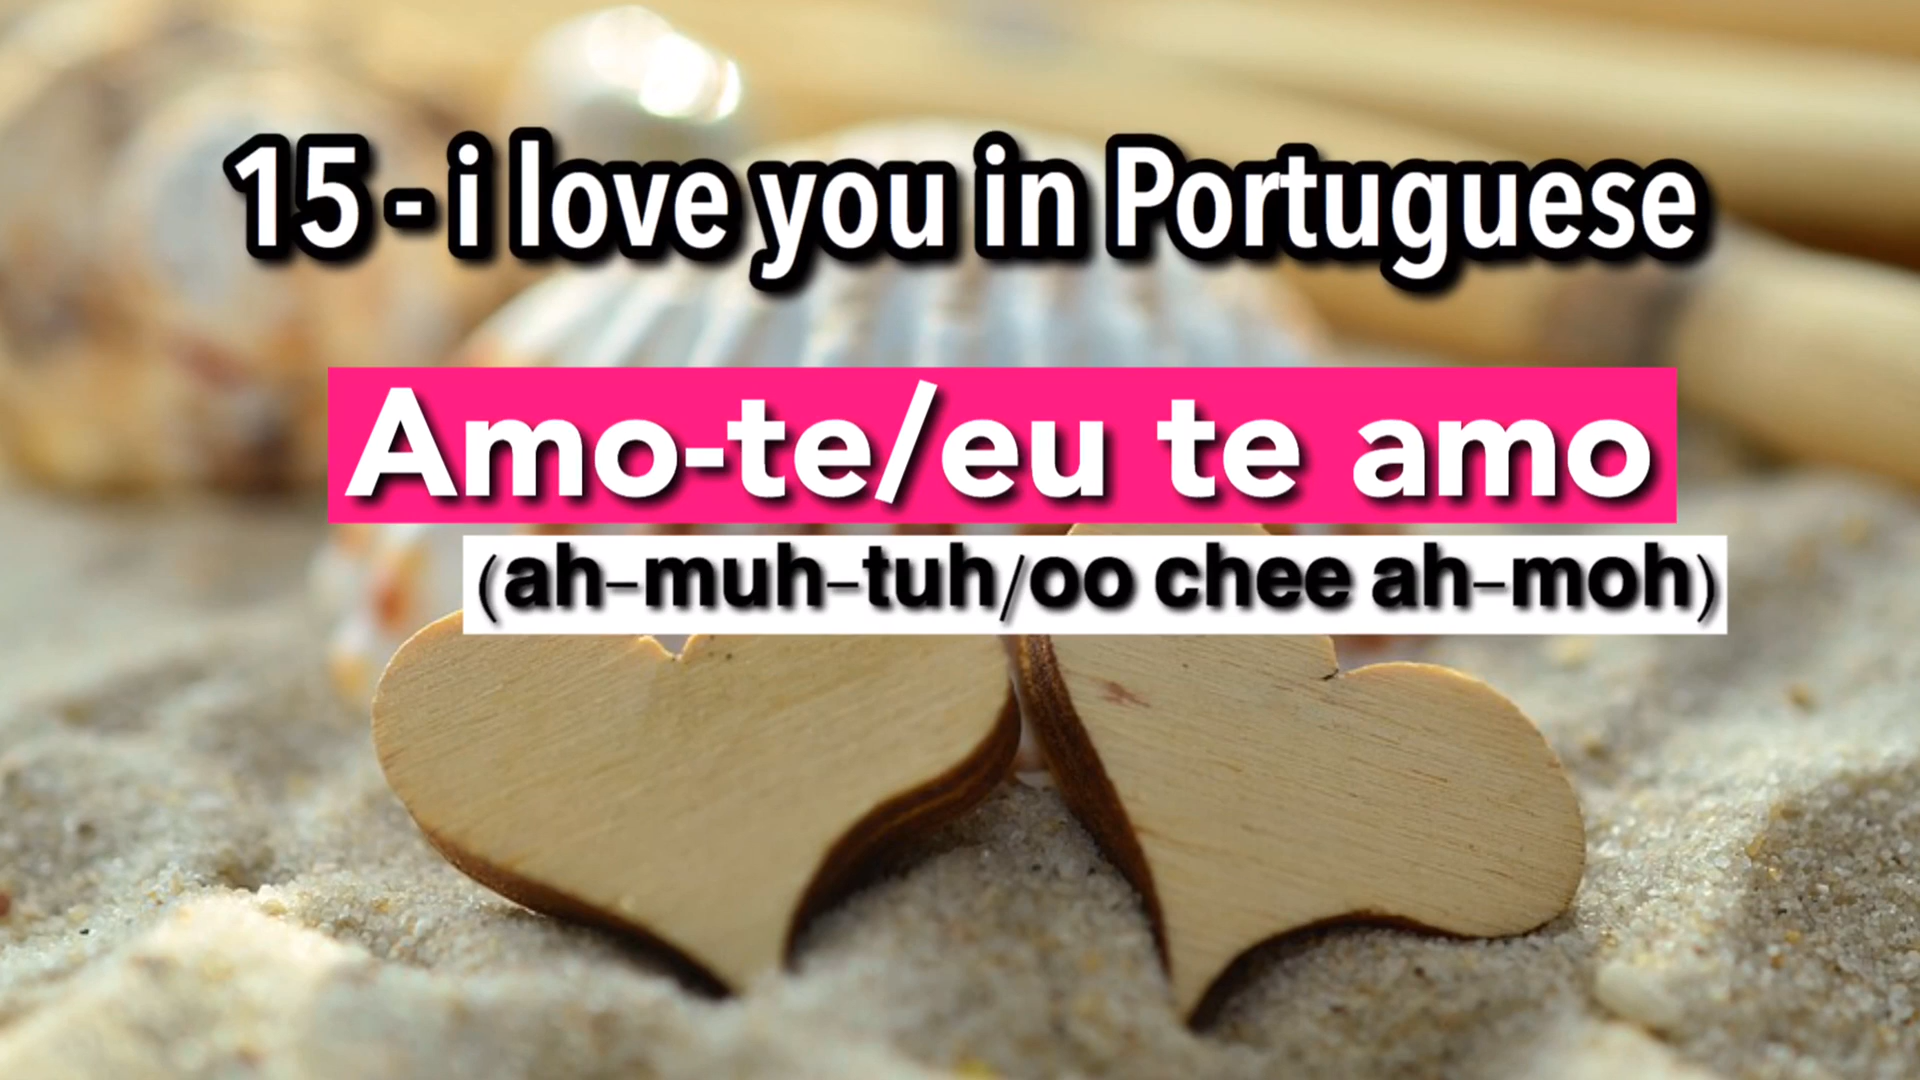 15 - i love you in Portuguese
Amo-te/eu te amo
(ah-muh-tuh/oo chee ah-moh)